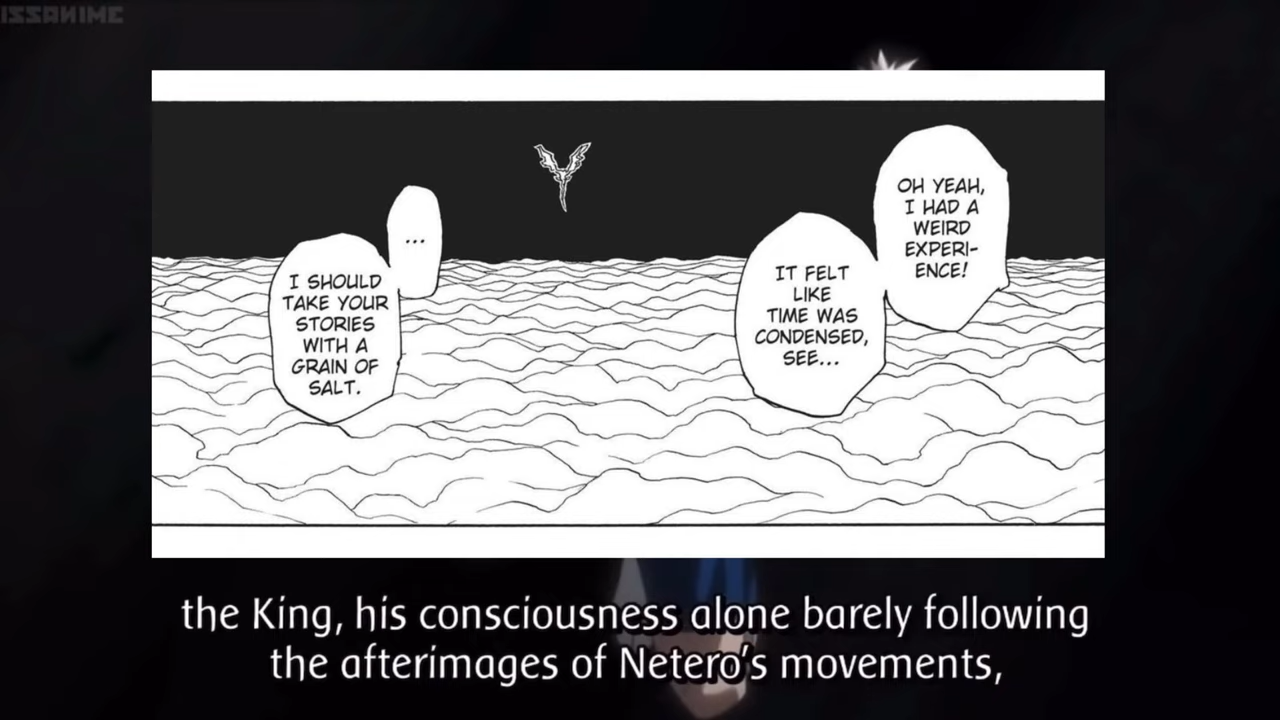 ISSANIME
OH YEAH,
I HAD A
WEIRD
EXPERI-
ENCE!
IT FELT
LIKE
TIME WAS
CONDENSED,
SEE...
...
I SHOULD
TAKE YOUR
STORIES
WITH A
GRAIN OF
SALT.
the King, his consciousness alone barely following
the afterimages of Netero's movements,